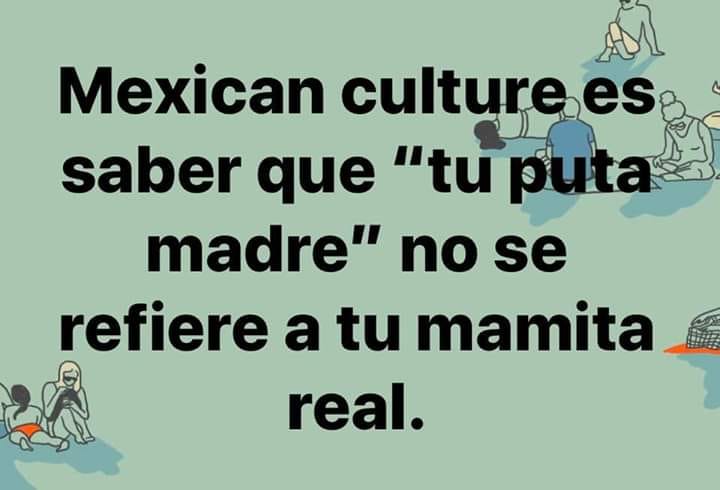 Mexican culture es
saber que “tu puta
madre” no se
refiere a tu mamita
real.